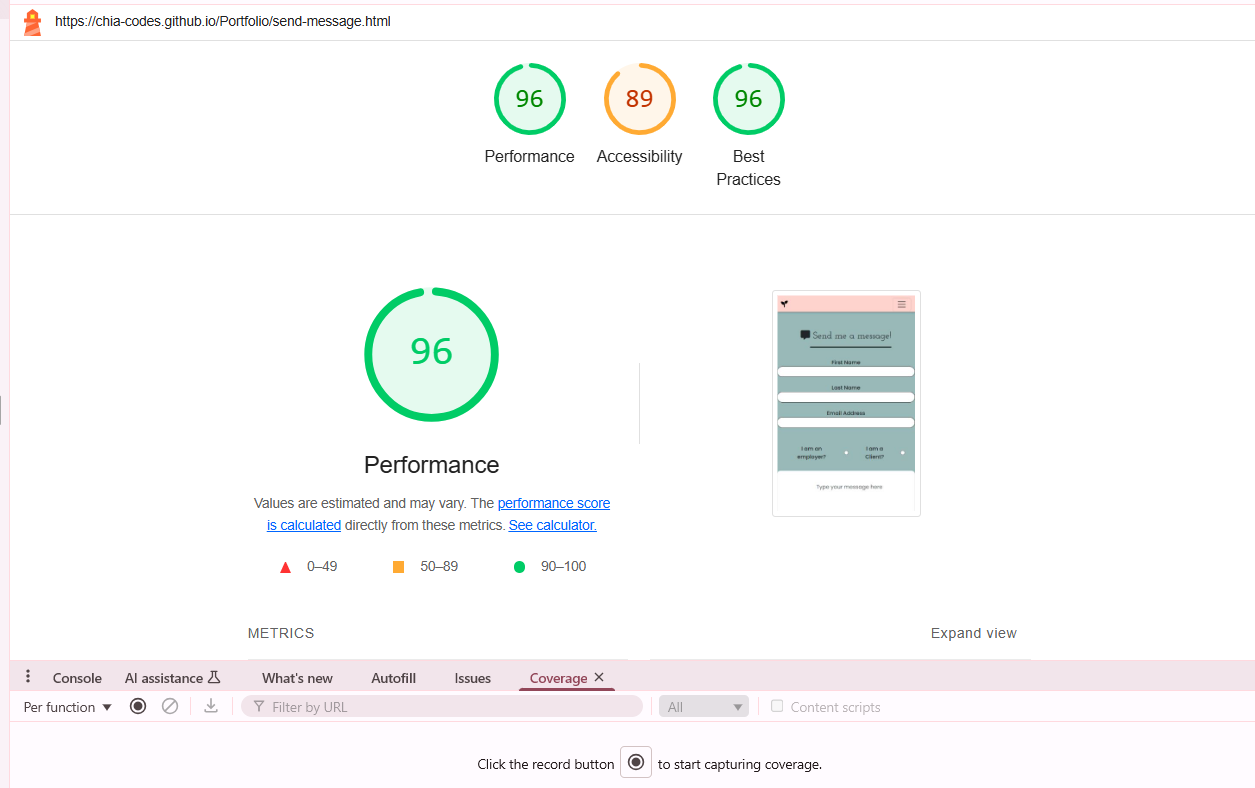 https://chia-codes.github.io/Portfolio/send-message.html
96
89
96
Performance
Accessibility
Best
Practices
96
Performance
Values are estimated and may vary. The performance score
is calculated directly from these metrics. See calculator.
0–49
50–89
90–100
Send me a message!
First Name
Last Name
Email Address
I am an
employer?
I am a
Client?
Type your message here
METRICS
Expand view
Console
AI assistance
What's new
Autofill
Issues
Coverage
Per function
Filter by URL
All
Content scripts
Click the record button to start capturing coverage.